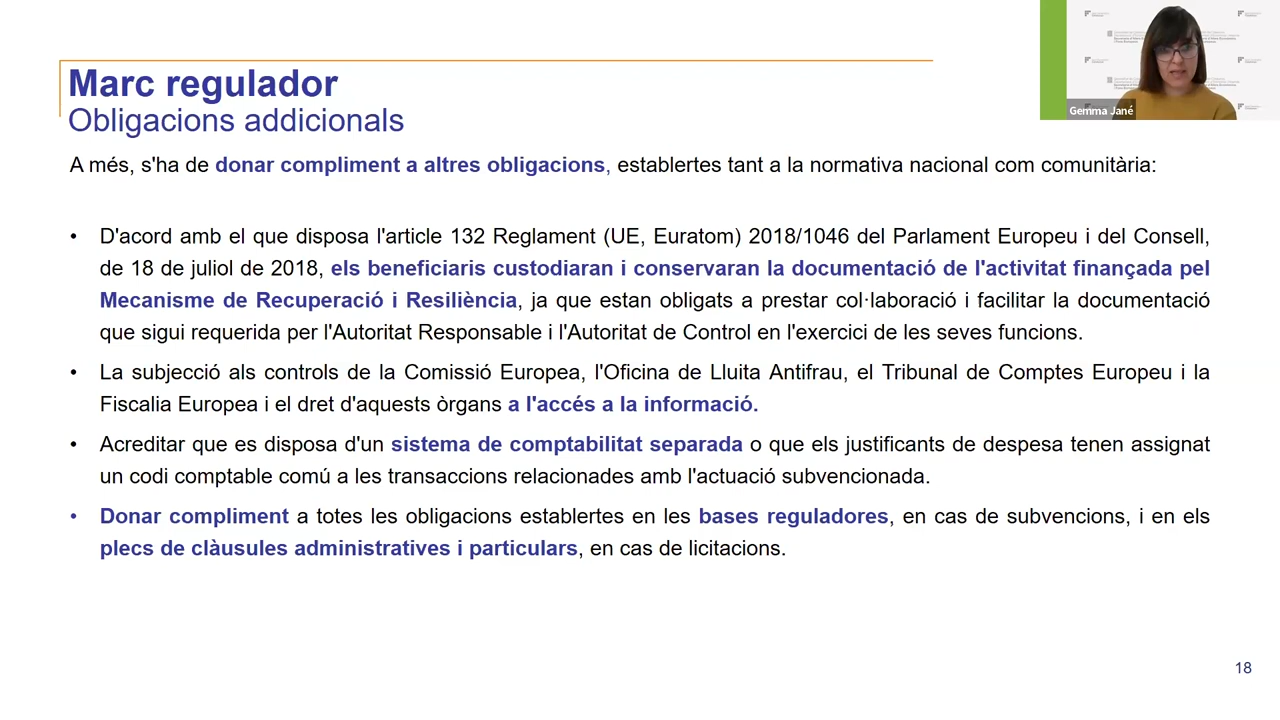 Marc regulador
Obligacions addicionals
Gemma Jané
A més, s'ha de donar compliment a altres obligacions, establertes tant a la normativa nacional com comunitària:
• D'acord amb el que disposa l'article 132 Reglament (UE, Euratom) 2018/1046 del Parlament Europeu i del Consell,
de 18 de juliol de 2018, els beneficiaris custodiaran i conservaran la documentació de l'activitat finançada pel
Mecanisme de Recuperació i Resiliència, ja que estan obligats a prestar col·laboració i facilitar la documentació
que sigui requerida per l'Autoritat Responsable i l'Autoritat de Control en l'exercici de les seves funcions.
• La subjecció als controls de la Comissió Europea, l'Oficina de Lluita Antifrau, el Tribunal de Comptes Europeu i la
Fiscalia Europea i el dret d'aquests òrgans a l'accés a la informació.
• Acreditar que es disposa d'un sistema de comptabilitat separada o que els justificants de despesa tenen assignat
un codi comptable comú a les transaccions relacionades amb l'actuació subvencionada.
• Donar compliment a totes les obligacions establertes en les bases reguladores, en cas de subvencions, i en els
plecs de clàusules administratives i particulars, en cas de licitacions.
18